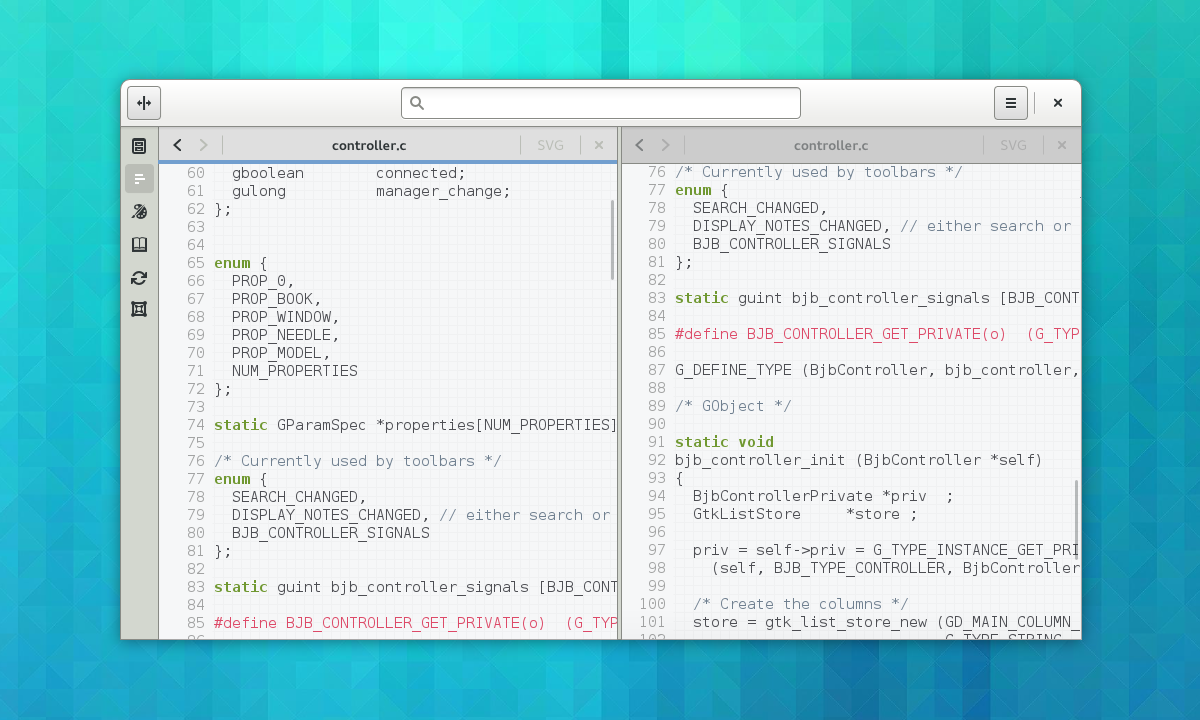 controller.c
SVG
60   gboolean        connected;
61   gulong          manager_change;
62 };
63
64
65 enum {
66   PROP_0,
67   PROP_BOOK,
68   PROP_WINDOW,
69   PROP_NEEDLE,
70   PROP_MODEL,
71   NUM_PROPERTIES
72 };
73
74 static GParamSpec *properties[NUM_PROPERTIES]
75
76 /* Currently used by toolbars */
77 enum {
78   SEARCH_CHANGED,
79   DISPLAY_NOTES_CHANGED, // either search or
80   BJB_CONTROLLER_SIGNALS
81 };
82
83 static guint bjb_controller_signals [BJB_CONT
84
85 #define BJB_CONTROLLER_GET_PRIVATE(o)  (G_TYP
controller.c
SVG
76 /* Currently used by toolbars */
77 enum {
78   SEARCH_CHANGED,
79   DISPLAY_NOTES_CHANGED, // either search or
80   BJB_CONTROLLER_SIGNALS
81 };
82
83 static guint bjb_controller_signals [BJB_CONT
84
85 #define BJB_CONTROLLER_GET_PRIVATE(o)  (G_TYP
86
87 G_DEFINE_TYPE (BjbController, bjb_controller,
88
89 /* GObject */
90
91 static void
92 bjb_controller_init (BjbController *self)
93 {
94   BjbControllerPrivate *priv  ;
95   GtkListStore     *store ;
96
97   priv = self->priv = G_TYPE_INSTANCE_GET_PRI
98     (self, BJB_TYPE_CONTROLLER, BjbController
99
100   /* Create the columns */
101   store = gtk_list_store_new (GD_MAIN_COLUMN_